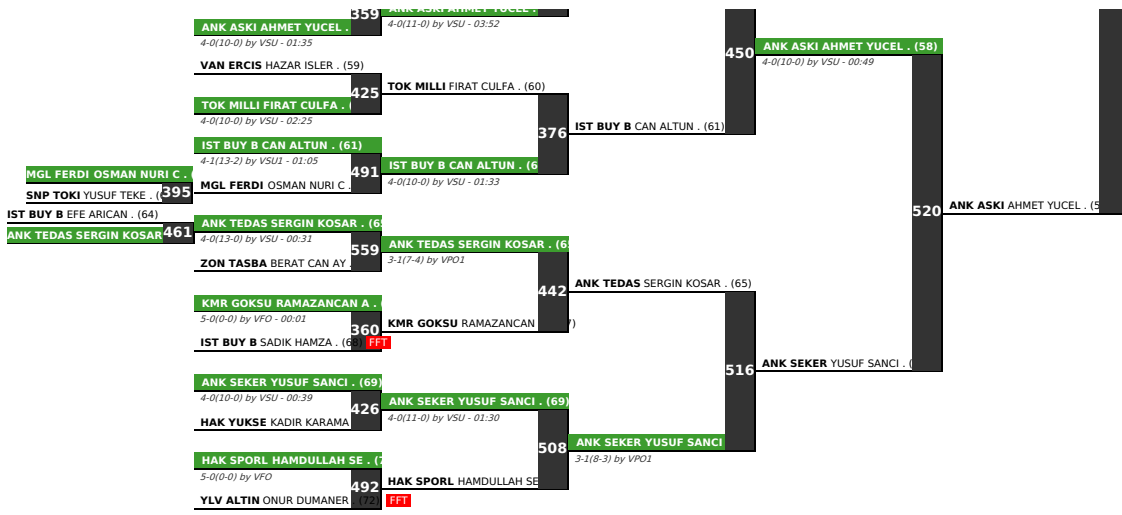 359
ANK ASKI AHMET YUCEL .
4-0(10-0) by VSU - 01:35
VAN ERCIS HAZAR ISLER . (59)
425
TOK MILLI FIRAT CULFA . (
4-0(10-0) by VSU - 02:25
IST BUY B CAN ALTUN . (61)
4-1(13-2) by VSU1 - 01:05
491
MGL FERDI OSMAN NURI C .
MGL FERDI OSMAN NURI C . (
395
SNP TOKI YUSUF TEKE . (
IST BUY B EFE ARICAN . (64)
461
ANK TEDAS SERGIN KOSAR
ANK TEDAS SERGIN KOSAR . (65
4-0(13-0) by VSU - 00:31
559
ZON TASBA BERAT CAN AY .
KMR GOKSU RAMAZANCAN A . (
5-0(0-0) by VFO - 00:01
360
IST BUY B SADIK HAMZA . (68) FFT
ANK SEKER YUSUF SANCI . (69)
4-0(10-0) by VSU - 00:39
426
HAK YUKSE KADIR KARAMA
HAK SPORL HAMDULLAH SE . (7
5-0(0-0) by VFO
492
YLV ALTIN ONUR DUMANER . (72) FFT
ANK ASKI AHMET YUCEL .
4-0(11-0) by VSU - 03:52
TOK MILLI FIRAT CULFA . (60)
376
IST BUY B CAN ALTUN . (6
4-0(10-0) by VSU - 01:33
ANK TEDAS SERGIN KOSAR . (65
3-1(7-4) by VPO1
442
KMR GOKSU RAMAZANCAN 7)
ANK SEKER YUSUF SANCI . (69)
4-0(11-0) by VSU - 01:30
508
HAK SPORL HAMDULLAH SE
450
IST BUY B CAN ALTUN . (61)
ANK TEDAS SERGIN KOSAR . (65)
516
ANK SEKER YUSUF SANCI
3-1(8-3) by VPO1
ANK ASKI AHMET YUCEL . (58)
4-0(10-0) by VSU - 00:49
520
ANK SEKER YUSUF SANCI . (
ANK ASKI AHMET YUCEL . (5